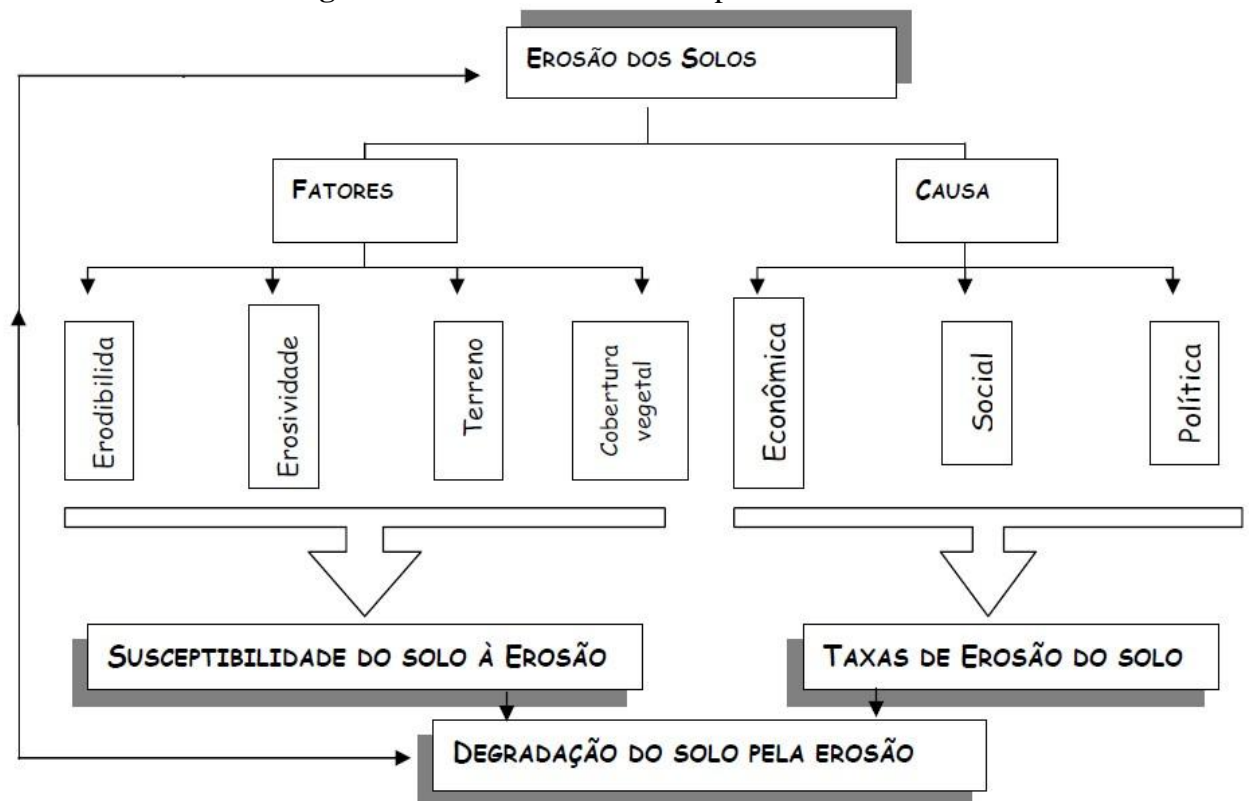 EROSÃO DOS SOLOS
FATORES
CAUSA
Erodibilida
Erosividade
Terreno
Cobertura
vegetal
Econômica
Social
Política
SUSCEPTIBILIDADE DO SOLO À EROSÃO
TAXAS DE EROSÃO DO SOLO
DEGRADAÇÃO DO SOLO PELA EROSÃO